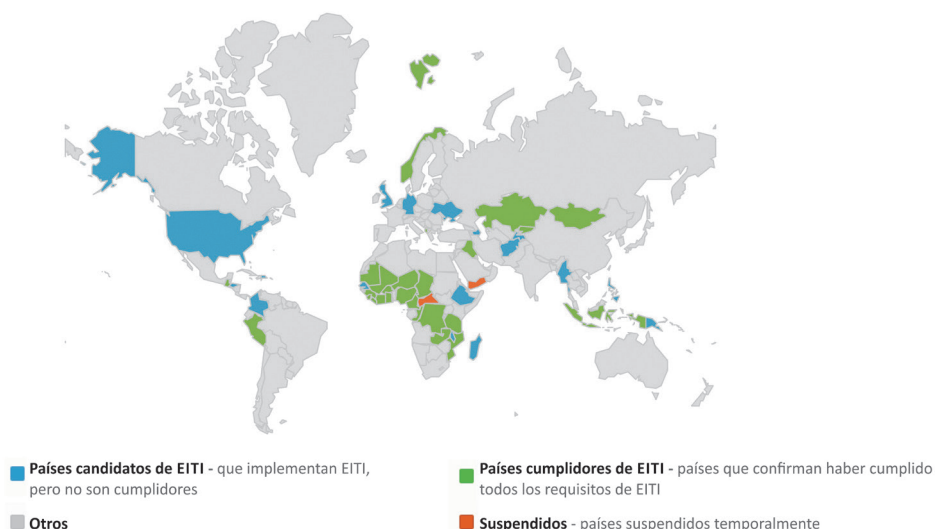 Países candidatos de EITI - que implementan EITI,
pero no son cumplidores
Países cumplidores de EITI - países que confirman haber cumplido
todos los requisitos de EITI
Otros
Suspendidos - países suspendidos temporalmente